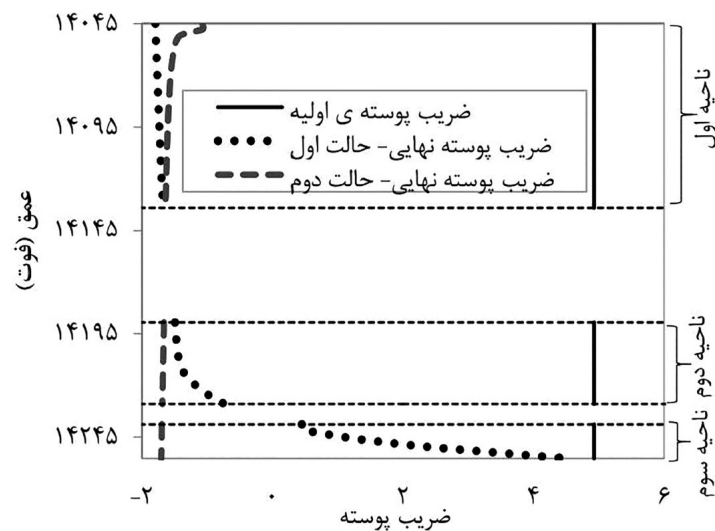 ۱۴۰۴۵
۱۴۰۹۵
۱۴۱۴۵
۱۴۱۹۵
۱۴۲۴۵
عمق (فوت)
ضریب پوسته ی اولیه
ضریب پوسته نهایی- حالت اول
ضریب پوسته نهایی- حالت دوم
ناحیه اول
ناحیه دوم
ناحیه سوم
-۲ ۰ ۲ ۴ ۶
ضریب پوسته